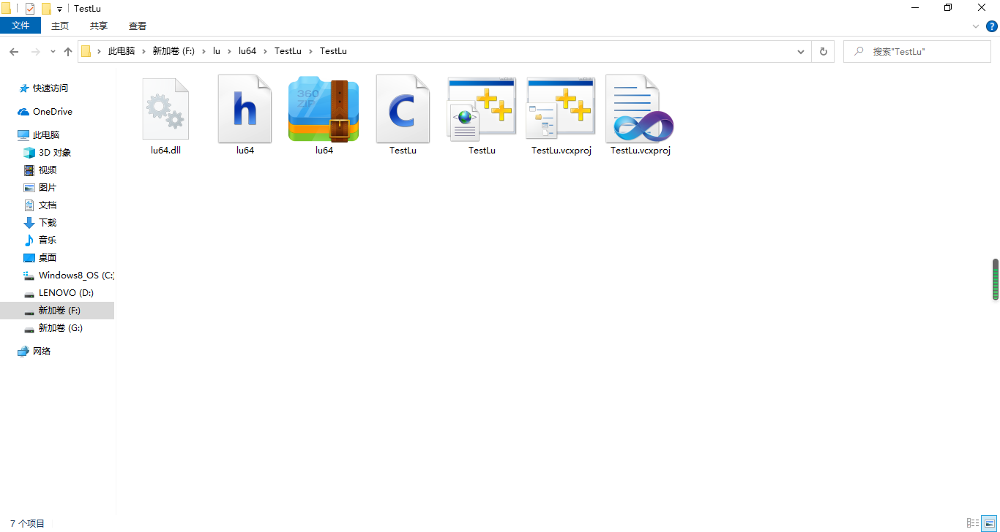 TestLu
文件 主页 共享 查看
此电脑 新加卷 (F:) lu lu64 TestLu TestLu
搜索"TestLu"
快速访问
OneDrive
此电脑
3D 对象
视频
图片
文档
下载
音乐
桌面
Windows8_OS (C:)
LENOVO (D:)
新加卷 (F:)
新加卷 (G:)
网络
h
360
ZIP
C
lu64.dll lu64 lu64 TestLu TestLu TestLu.vcxproj TestLu.vcxproj
7 个项目